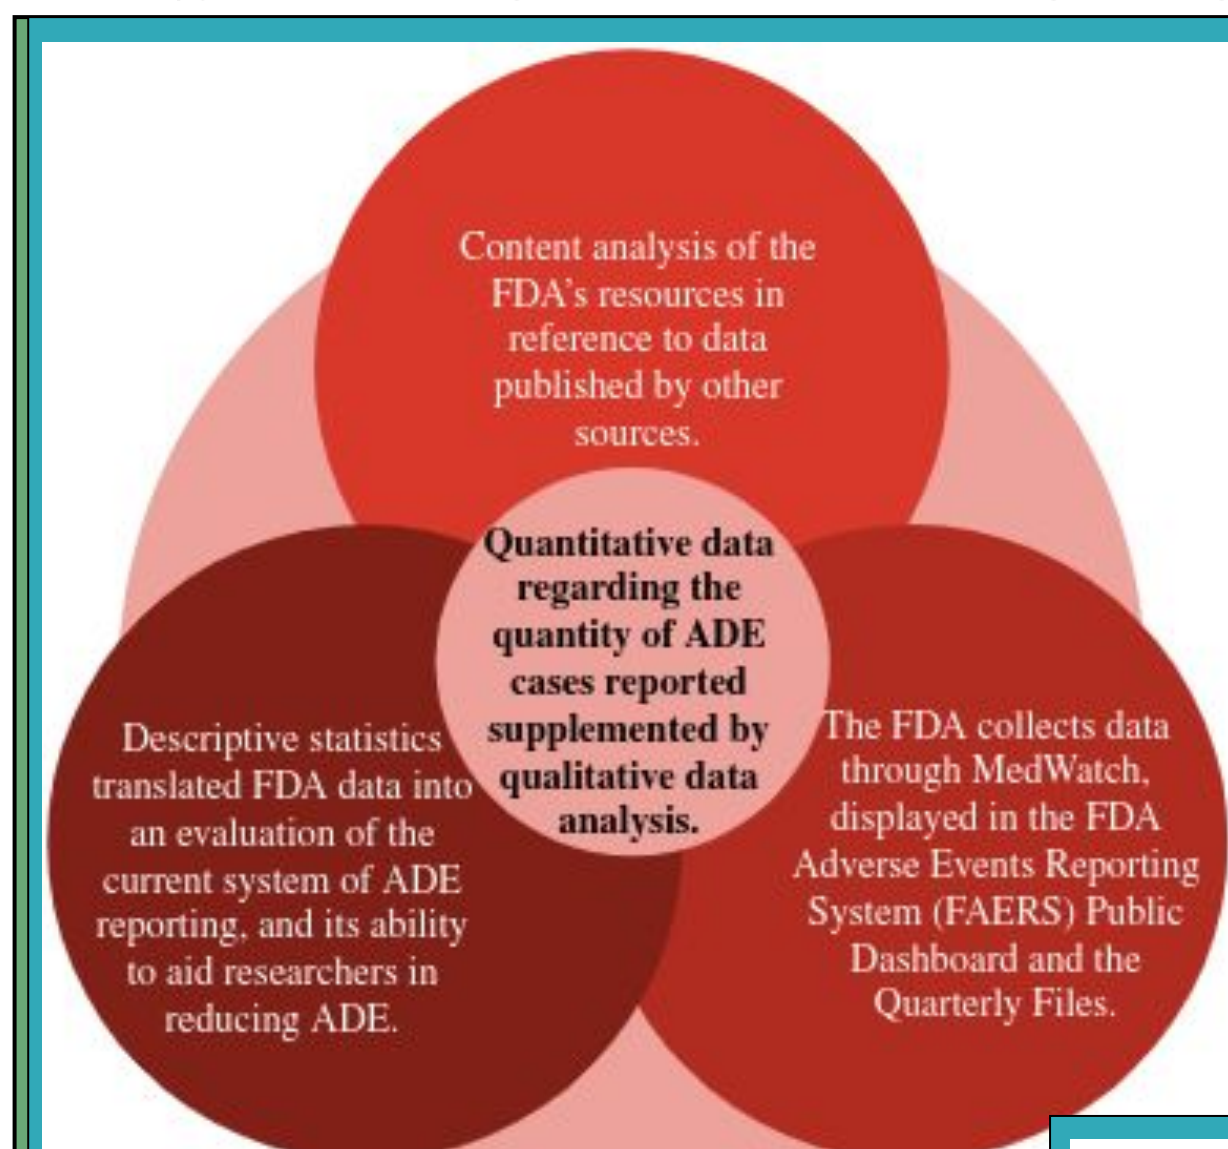 Content analysis of the
FDA's resources in
reference to data
published by other
sources.
Quantitative data
regarding the
quantity of ADE
cases reported
supplemented by
qualitative data
analysis.
Descriptive statistics
translated FDA data into
an evaluation of the
current system of ADE
reporting, and its ability
to aid researchers in
reducing ADE.
The FDA collects data
through MedWatch,
displayed in the FDA
Adverse Events Reporting
System (FAERS) Public
Dashboard and the
Quarterly Files.